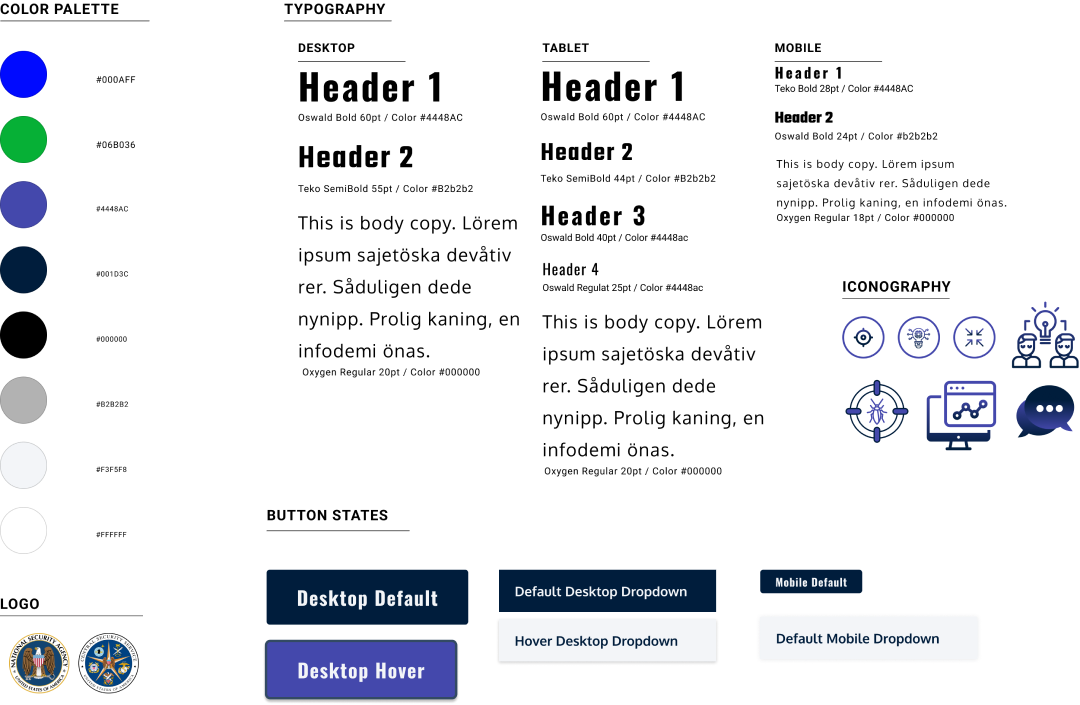 COLOR PALETTE
#000AFF
#06B036
#4448AC
#001D3C
#000000
#B2B2B2
#F3F5F8
#FFFFFF
LOGO
NATIONAL SECURITY AGENCY
UNITED STATES OF AMERICA
CENTRAL SECURITY SERVICE
UNITED STATES OF AMERICA
TYPOGRAPHY
DESKTOP
Header 1
Oswald Bold 60pt / Color #4448AC
Header 2
Teko SemiBold 55pt / Color #B2b2b2
This is body copy. Lörem
ipsum sajetöska devåtiv
rer. Såduligen dede
nynipp. Prolig kaning, en
infodemi önas.
Oxygen Regular 20pt / Color #000000
TABLET
Header 1
Oswald Bold 60pt / Color #4448AC
Header 2
Teko SemiBold 44pt / Color #B2b2b2
Header 3
Oswald Bold 40pt / Color #4448ac
Header 4
Oswald Regulat 25pt / Color #4448ac
This is body copy. Lörem
ipsum sajetöska devåtiv
rer. Såduligen dede
nynipp. Prolig kaning, en
infodemi önas.
Oxygen Regular 20pt / Color #000000
MOBILE
Header 1
Teko Bold 28pt / Color #4448AC
Header 2
Oswald Bold 24pt / Color #b2b2b2
This is body copy. Lörem ipsum
sajetöska devåtiv rer. Såduligen dede
nynipp. Prolig kaning, en infodemi önas.
Oxygen Regular 18pt / Color #000000
ICONOGRAPHY
BUTTON STATES
Desktop Default
Desktop Hover
Default Desktop Dropdown
Hover Desktop Dropdown
Mobile Default
Default Mobile Dropdown